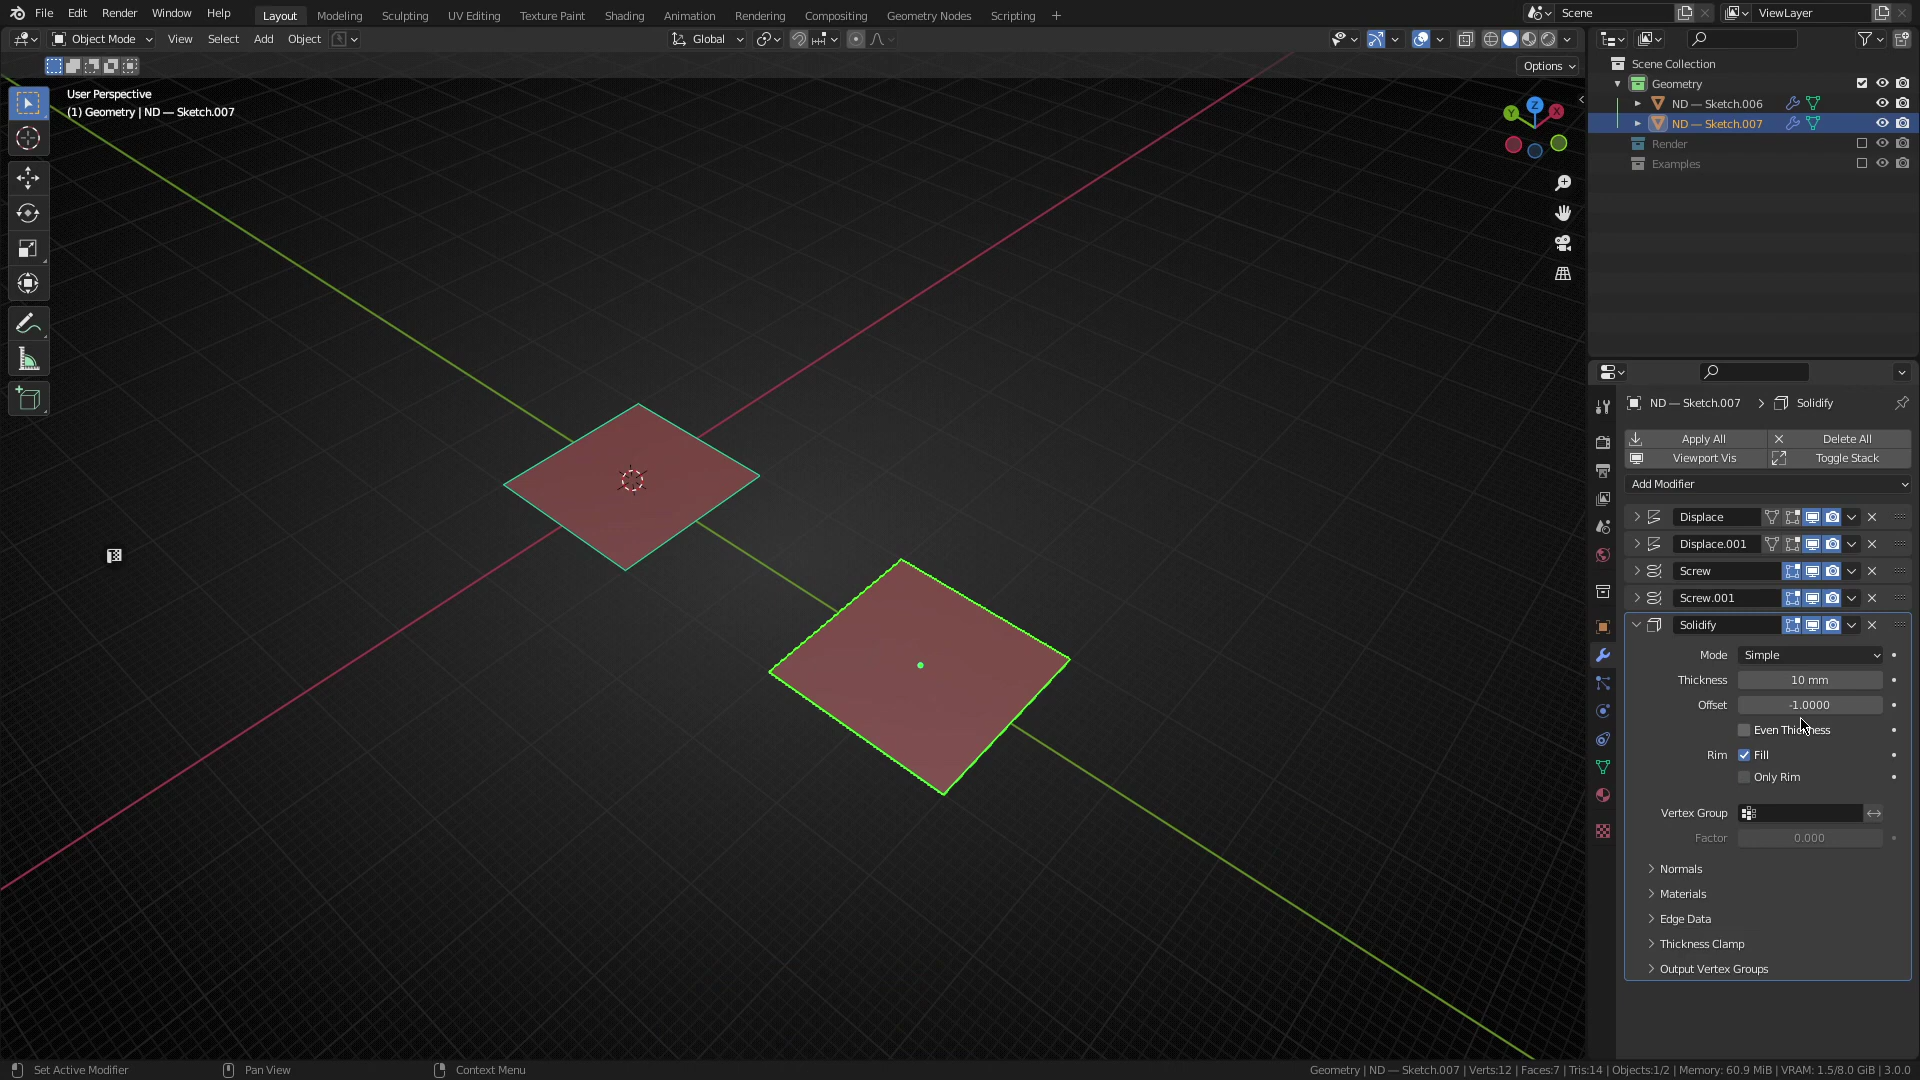 File Edit Render Window Help Layout Modeling Sculpting UV Editing Texture Paint Shading Animation Rendering Compositing Geometry Nodes Scripting + Scene ViewLayer
Object Mode View Select Add Object Global
Options
User Perspective
(1) Geometry | ND — Sketch.007
Z
Y
X
Scene Collection
Geometry
ND — Sketch.006
ND — Sketch.007
Render
Examples
ND — Sketch.007 > Solidify
Apply All Delete All
Viewport Vis Toggle Stack
Add Modifier
Displace
Displace.001
Screw
Screw.001
Solidify
Mode Simple
Thickness 10 mm
Offset -1.0000
Even Thickness
Rim Fill
Only Rim
Vertex Group
Factor 0.000
Normals
Materials
Edge Data
Thickness Clamp
Output Vertex Groups
Set Active Modifier Pan View Context Menu Geometry | ND — Sketch.007 | Verts:12 | Faces:7 | Tris:14 | Objects:1/2 | Memory: 60.9 MiB | VRAM: 1.5/8.0 GiB | 3.0.0